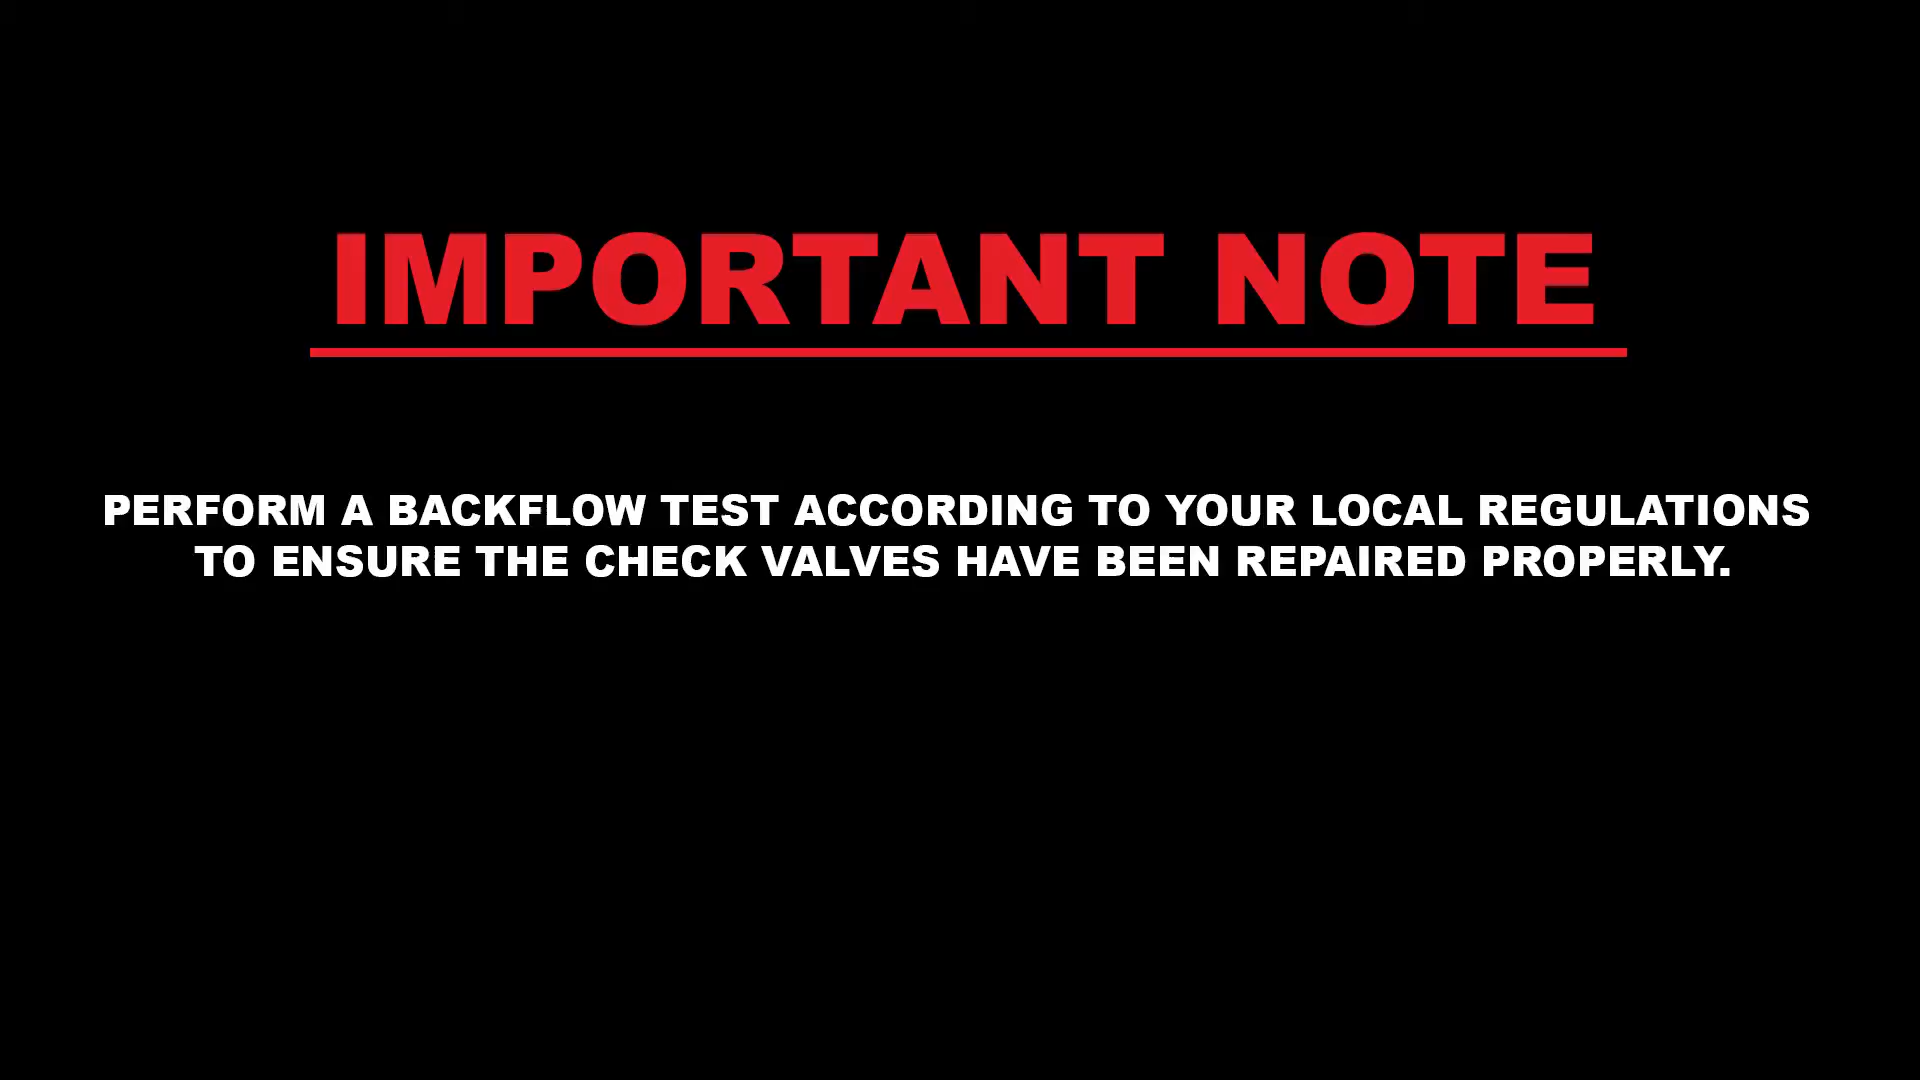 IMPORTANT NOTE
PERFORM A BACKFLOW TEST ACCORDING TO YOUR LOCAL REGULATIONS
TO ENSURE THE CHECK VALVES HAVE BEEN REPAIRED PROPERLY.